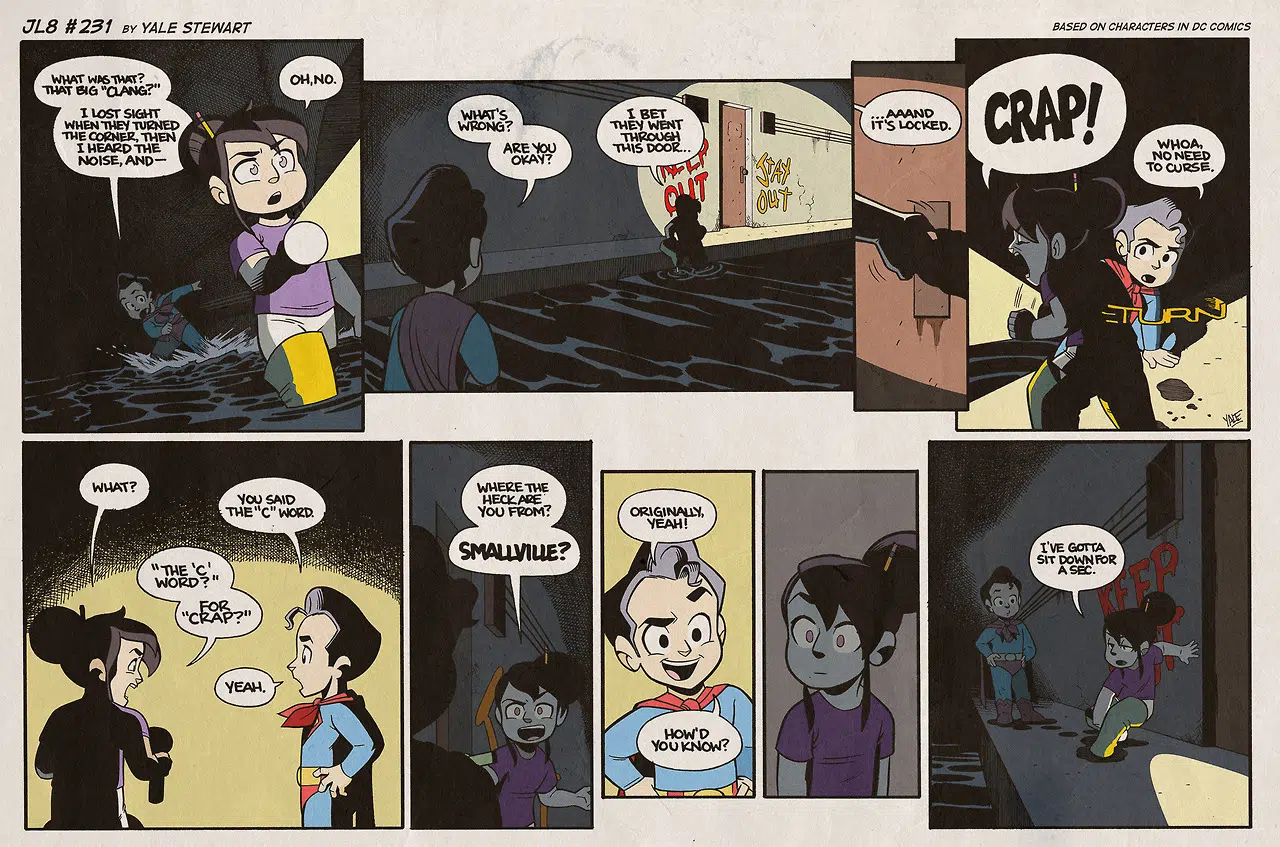 JL8 #231 BY YALE STEWART
BASED ON CHARACTERS IN DC COMICS
WHAT WAS THAT?
THAT BIG "CLANG?"
I LOST SIGHT
WHEN THEY TURNED
THE CORNER, THEN
I HEARD THE
NOISE, AND—
OH, NO.
WHAT'S
WRONG?
ARE YOU
OKAY?
I BET
THEY WENT
THROUGH
THIS DOOR...
KEEP
OUT
STAY
OUT
...AAAND
IT'S LOCKED.
CRAP!
WHOA,
NO NEED
TO CURSE.
ETURN
YALE
WHAT?
YOU SAID
THE "C" WORD.
"THE 'C'
WORD?"
FOR
"CRAP?"
YEAH.
WHERE THE
HECK ARE
YOU FROM?
SMALLVILLE?
ORIGINALLY,
YEAH!
HOW'D
YOU KNOW?
I'VE GOTTA
SIT DOWN FOR
A SEC.
KEEP